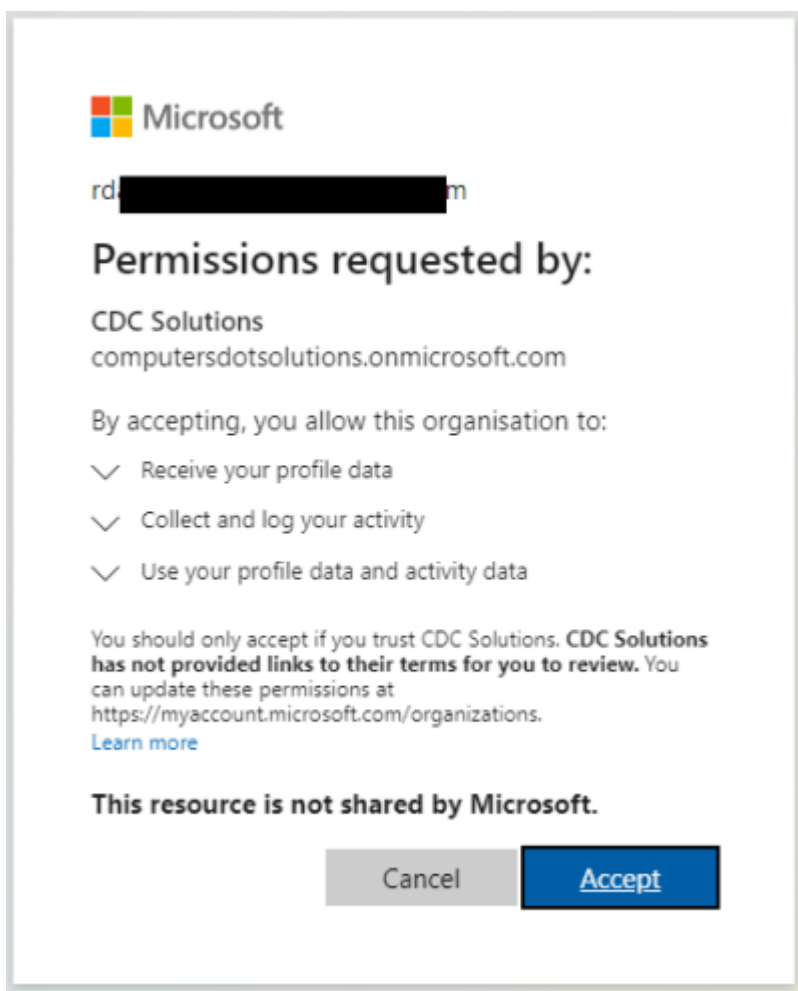 Microsoft
rd m
Permissions requested by:
CDC Solutions
computersdotsolutions.onmicrosoft.com
By accepting, you allow this organisation to:
Receive your profile data
Collect and log your activity
Use your profile data and activity data
You should only accept if you trust CDC Solutions. CDC Solutions
has not provided links to their terms for you to review. You
can update these permissions at
https://myaccount.microsoft.com/organizations.
Learn more
This resource is not shared by Microsoft.
Cancel Accept